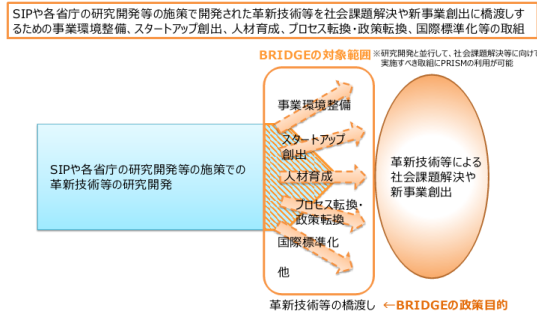 SIPや各省庁の研究開発等の施策で開発された革新技術等を社会課題解決や新事業創出に橋渡しす
るための事業環境整備、スタートアップ創出、人材育成、プロセス転換・政策転換、国際標準化等の取組
BRIDGEの対象範囲
※研究開発と並行して、社会課題解決等に向けて
実施すべき取組にPRISMの利用が可能
事業環境整備
スタートアップ
創出
人材育成
プロセス転換・
政策転換
国際標準化
他
SIPや各省庁の研究開発等の施策での
革新技術等の研究開発
革新技術等による
社会課題解決や
新事業創出
革新技術等の橋渡し ←BRIDGEの政策目的